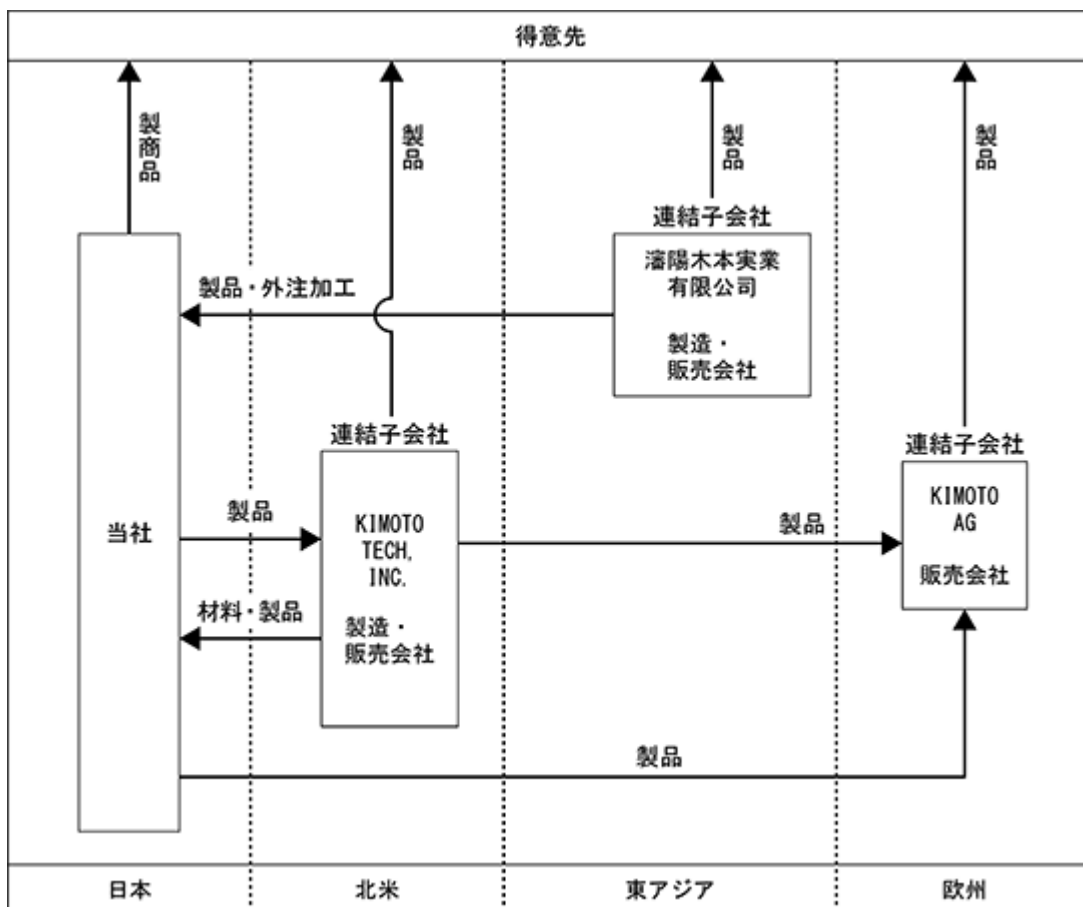 得意先
製商品
製品
製品
製品
連結子会社
瀋陽木本実業
有限公司
製造・
販売会社
製品・外注加工
連結子会社
KIMOTO
TECH,
INC.
製造・
販売会社
連結子会社
KIMOTO
AG
販売会社
当社
製品
製品
材料・製品
製品
日本
北米
東アジア
欧州